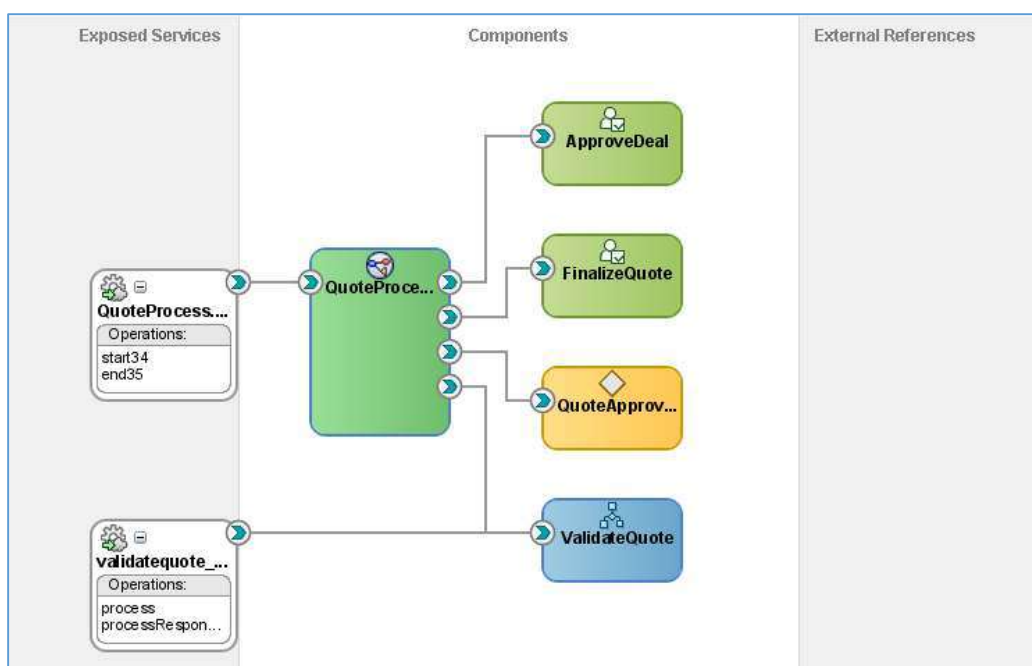 Exposed Services
Components
External References
ApproveDeal
FinalizeQuote
QuoteProce...
QuoteProcess....
Operations:
start34
end35
QuoteApprov...
ValidateQuote
validatequote_...
Operations:
process
processRespon...